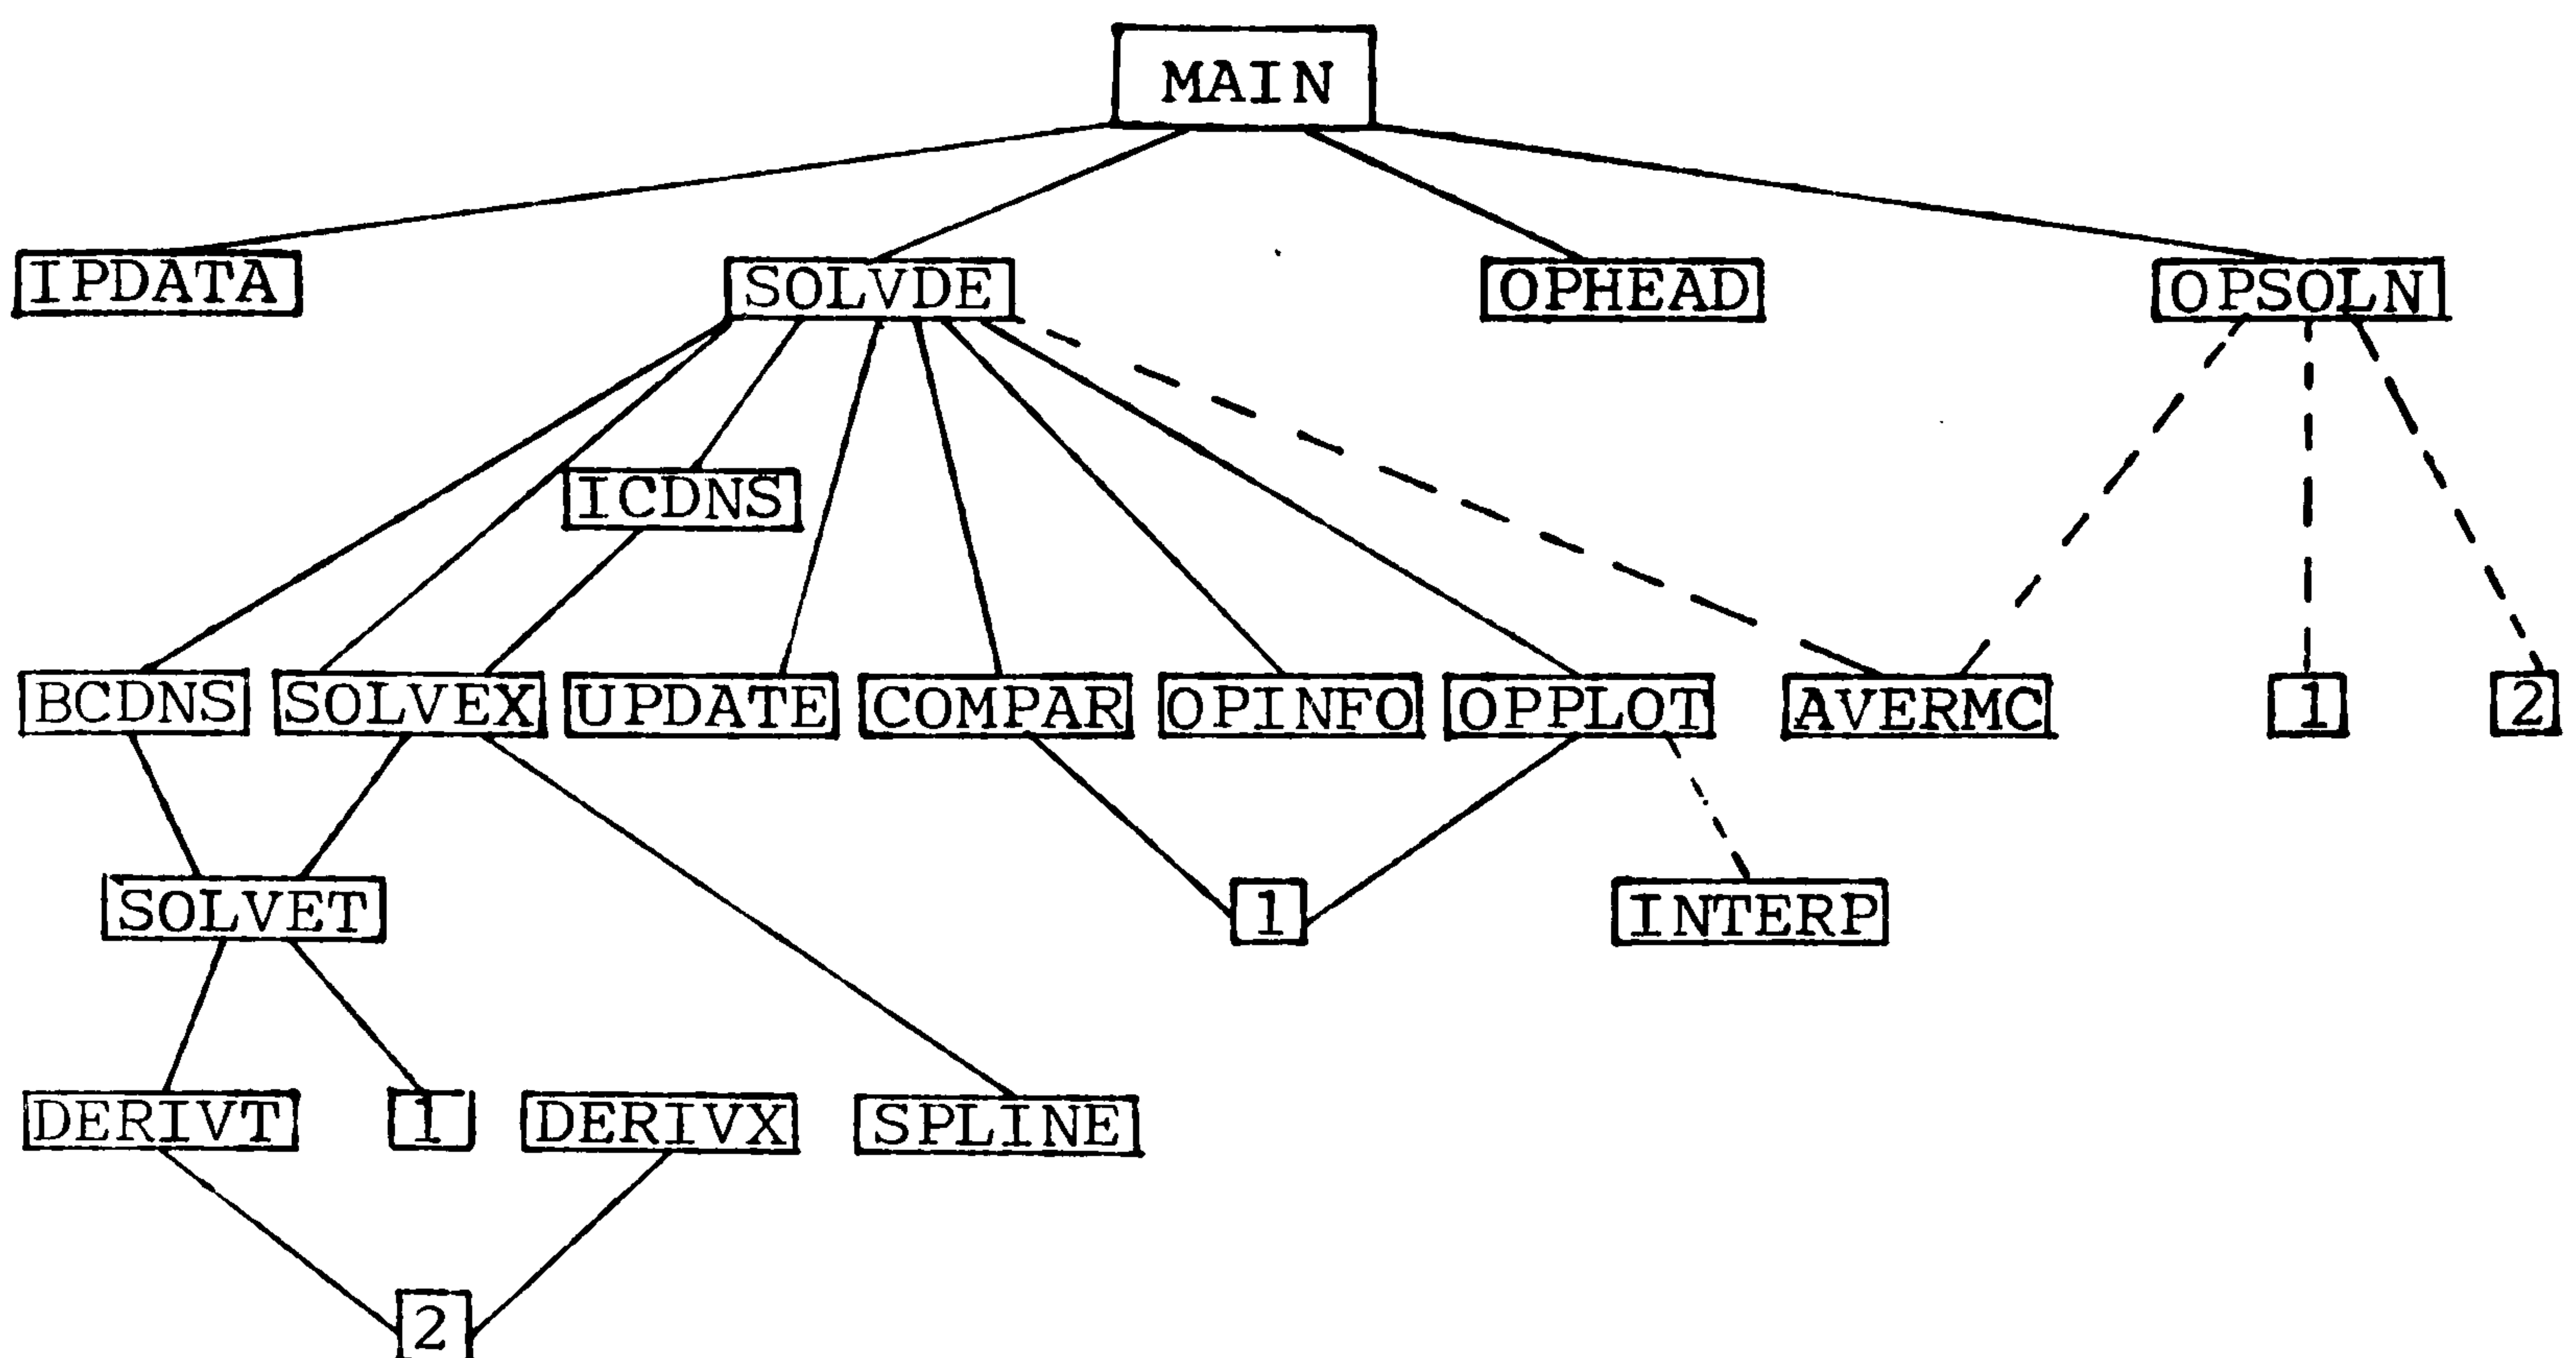 MAIN
IPDATA
SOLVDE
OPHEAD
OPSOLN
ICDNS
BCDNS
SOLVEX
UPDATE
COMPAR
OPINFO
OPPLOT
AVERMC
1
2
SOLVET
1
INTERP
DERIVT
1
DERIVX
SPLINE
2